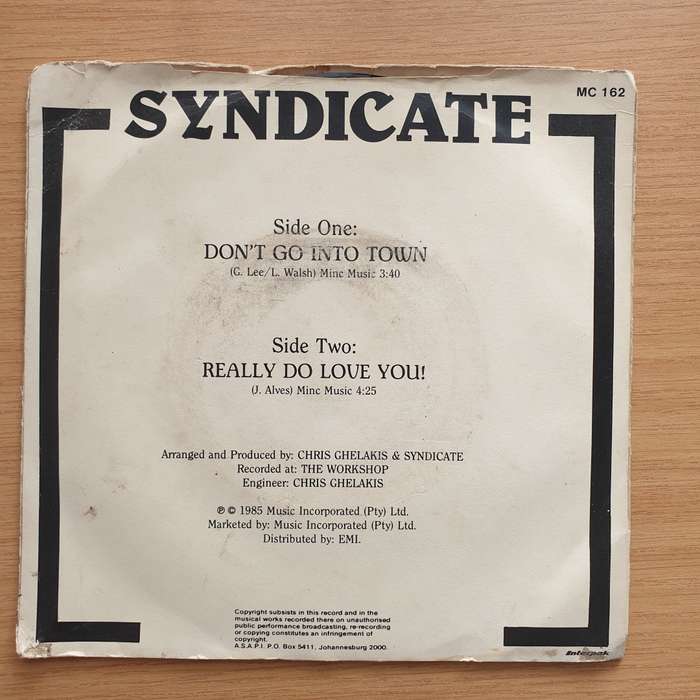 MC 162
SYNDICATE
Side One:
DON'T GO INTO TOWN
(G. Lee/L. Walsh) Minc Music 3:40
Side Two:
REALLY DO LOVE YOU!
(J. Alves) Minc Music 4:25
Arranged and Produced by: CHRIS GHELAKIS & SYNDICATE
Recorded at: THE WORKSHOP
Engineer: CHRIS GHELAKIS
℗ © 1985 Music Incorporated (Pty) Ltd.
Marketed by: Music Incorporated (Pty) Ltd.
Distributed by: EMI.
Copyright subsists in this record and in the
musical works recorded there on unauthorised
public performance broadcasting, re-recording
or copying constitutes an infringement of
copyright.
A.S.A.P.I. P.O. Box 5411, Johannesburg 2000.
Interpak